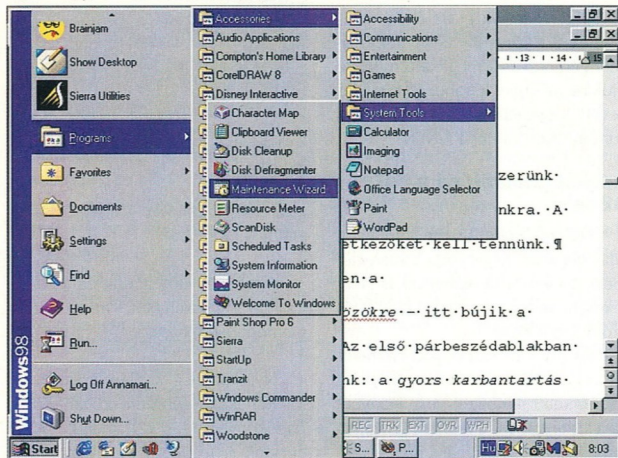 Brainjam
Show Desktop
Sierra Utilities
Programs
Favorites
Documents
Settings
Find
Help
Run...
Log Off Annamari...
Shut Down...
Windows98
Accessories
Audio Applications
Compton's Home Library
CorelDRAW 8
Disney Interactive
Character Map
Clipboard Viewer
Disk Cleanup
Disk Defragmenter
Maintenance Wizard
Resource Meter
ScanDisk
Scheduled Tasks
System Information
System Monitor
Welcome To Windows
Paint Shop Pro 6
Sierra
StartUp
Tranzit
Windows Commander
WinRAR
Woodstone
Accessibility
Communications
Entertainment
Games
Internet Tools
System Tools
Calculator
Imaging
Notepad
Office Language Selector
Paint
WordPad
· 13 · ı · 14 · 15
zerünk·
nkra.·A·
etkezőket·kell·tennünk.¶
en·a·
özökre·–·itt·bújik·a·
Az·első·párbeszédablakban·
nk:·a·gyors·karbantartás·
REC TRK EXT OVR WPH
Start
S...
P...
Hu
8:03